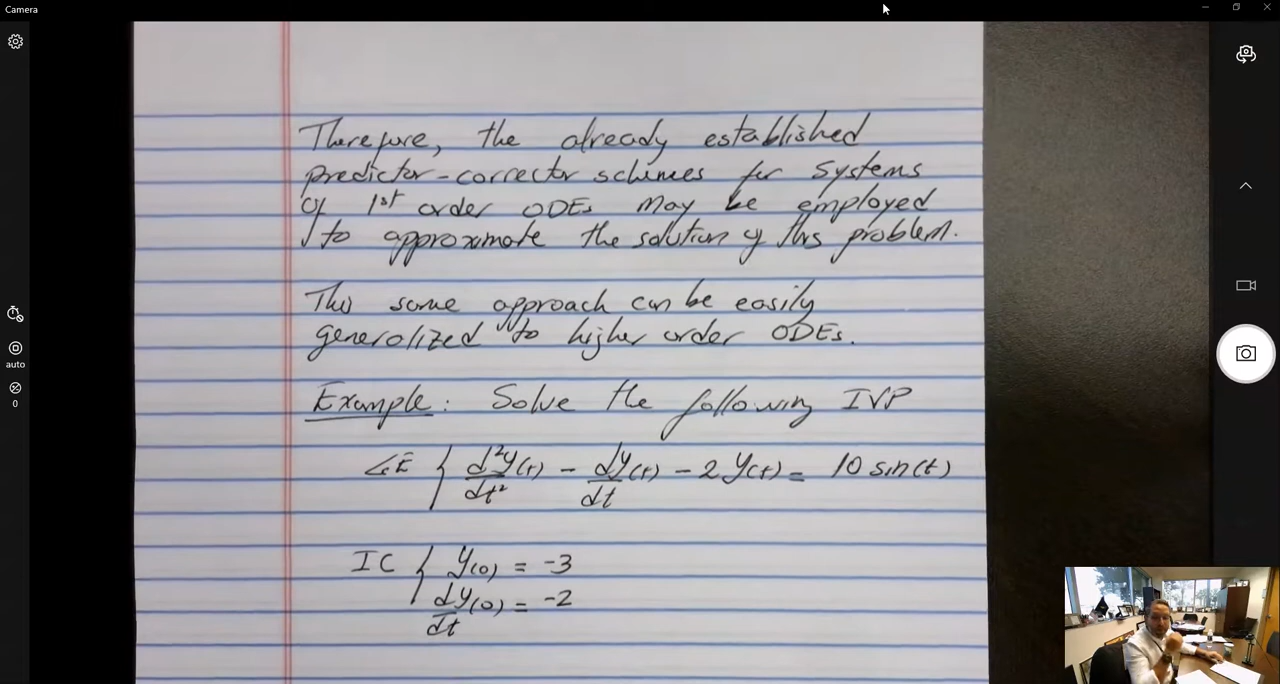 Camera
Therefore, the already established
predictor-corrector schemes for systems
of 1st order ODEs may be employed
to approximate the solution of this problem.
This same approach can be easily
generalized to higher order ODEs.
Example: Solve the following IVP
GE { d²y(t)/dt² - dy(t)/dt - 2y(t) = 10 sin(t)
IC { y(0) = -3
dy(0)/dt = -2
auto
0